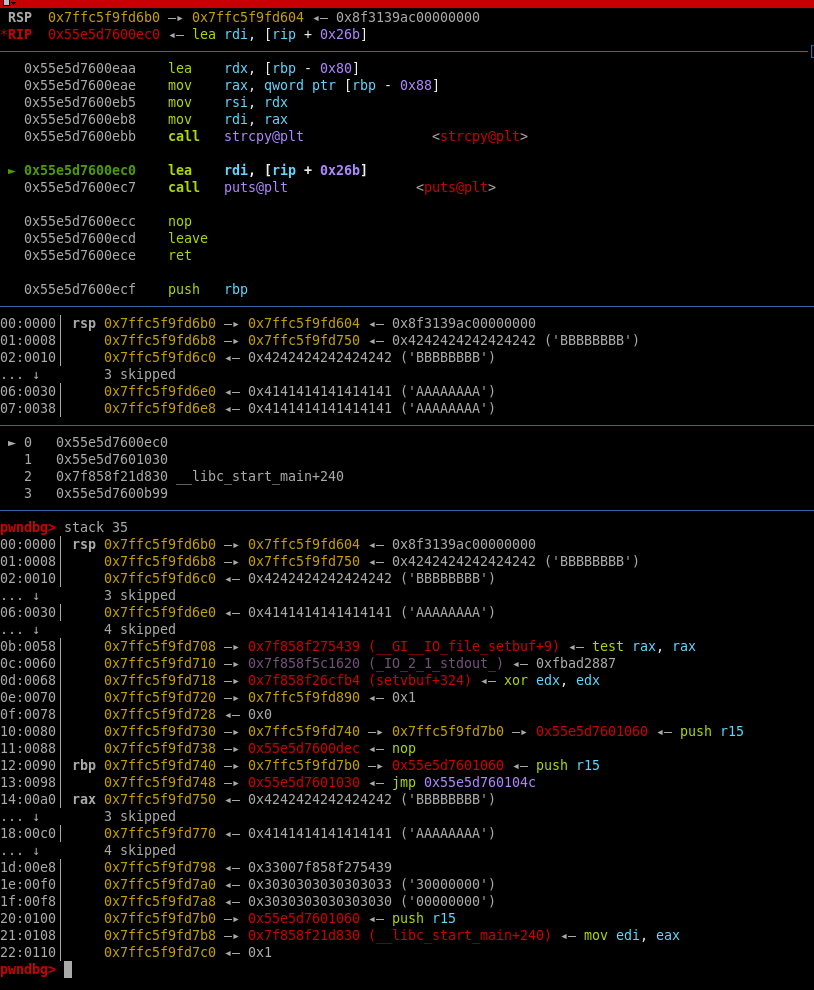 RSP  0x7ffc5f9fd6b0 —▸ 0x7ffc5f9fd604 ◂— 0x8f3139ac00000000
*RIP  0x55e5d7600ec0 ◂— lea rdi, [rip + 0x26b]
0x55e5d7600eaa    lea    rdx, [rbp - 0x80]
0x55e5d7600eae    mov    rax, qword ptr [rbp - 0x88]
0x55e5d7600eb5    mov    rsi, rdx
0x55e5d7600eb8    mov    rdi, rax
0x55e5d7600ebb    call   strcpy@plt                <strcpy@plt>
► 0x55e5d7600ec0    lea    rdi, [rip + 0x26b]
0x55e5d7600ec7    call   puts@plt                <puts@plt>
0x55e5d7600ecc    nop
0x55e5d7600ecd    leave
0x55e5d7600ece    ret
0x55e5d7600ecf    push   rbp
00:0000│ rsp 0x7ffc5f9fd6b0 —▸ 0x7ffc5f9fd604 ◂— 0x8f3139ac00000000
01:0008│     0x7ffc5f9fd6b8 —▸ 0x7ffc5f9fd750 ◂— 0x4242424242424242 ('BBBBBBBB')
02:0010│     0x7ffc5f9fd6c0 ◂— 0x4242424242424242 ('BBBBBBBB')
... ↓        3 skipped
06:0030│     0x7ffc5f9fd6e0 ◂— 0x4141414141414141 ('AAAAAAAA')
07:0038│     0x7ffc5f9fd6e8 ◂— 0x4141414141414141 ('AAAAAAAA')
► 0   0x55e5d7600ec0
1   0x55e5d7601030
2   0x7f858f21d830 __libc_start_main+240
3   0x55e5d7600b99
pwndbg> stack 35
00:0000│ rsp 0x7ffc5f9fd6b0 —▸ 0x7ffc5f9fd604 ◂— 0x8f3139ac00000000
01:0008│     0x7ffc5f9fd6b8 —▸ 0x7ffc5f9fd750 ◂— 0x4242424242424242 ('BBBBBBBB')
02:0010│     0x7ffc5f9fd6c0 ◂— 0x4242424242424242 ('BBBBBBBB')
... ↓        3 skipped
06:0030│     0x7ffc5f9fd6e0 ◂— 0x4141414141414141 ('AAAAAAAA')
... ↓        4 skipped
0b:0058│     0x7ffc5f9fd708 —▸ 0x7f858f275439 (__GI__IO_file_setbuf+9) ◂— test rax, rax
0c:0060│     0x7ffc5f9fd710 —▸ 0x7f858f5c1620 (_IO_2_1_stdout_) ◂— 0xfbad2887
0d:0068│     0x7ffc5f9fd718 —▸ 0x7f858f26cfb4 (setvbuf+324) ◂— xor edx, edx
0e:0070│     0x7ffc5f9fd720 —▸ 0x7ffc5f9fd890 ◂— 0x1
0f:0078│     0x7ffc5f9fd728 ◂— 0x0
10:0080│     0x7ffc5f9fd730 —▸ 0x7ffc5f9fd740 —▸ 0x7ffc5f9fd7b0 —▸ 0x55e5d7601060 ◂— push r15
11:0088│     0x7ffc5f9fd738 —▸ 0x55e5d7600dec ◂— nop
12:0090│ rbp 0x7ffc5f9fd740 —▸ 0x7ffc5f9fd7b0 —▸ 0x55e5d7601060 ◂— push r15
13:0098│     0x7ffc5f9fd748 —▸ 0x55e5d7601030 ◂— jmp 0x55e5d760104c
14:00a0│ rax 0x7ffc5f9fd750 ◂— 0x4242424242424242 ('BBBBBBBB')
... ↓        3 skipped
18:00c0│     0x7ffc5f9fd770 ◂— 0x4141414141414141 ('AAAAAAAA')
... ↓        4 skipped
1d:00e8│     0x7ffc5f9fd798 ◂— 0x33007f858f275439
1e:00f0│     0x7ffc5f9fd7a0 ◂— 0x3030303030303033 ('30000000')
1f:00f8│     0x7ffc5f9fd7a8 ◂— 0x3030303030303030 ('00000000')
20:0100│     0x7ffc5f9fd7b0 —▸ 0x55e5d7601060 ◂— push r15
21:0108│     0x7ffc5f9fd7b8 —▸ 0x7f858f21d830 (__libc_start_main+240) ◂— mov edi, eax
22:0110│     0x7ffc5f9fd7c0 ◂— 0x1
pwndbg>